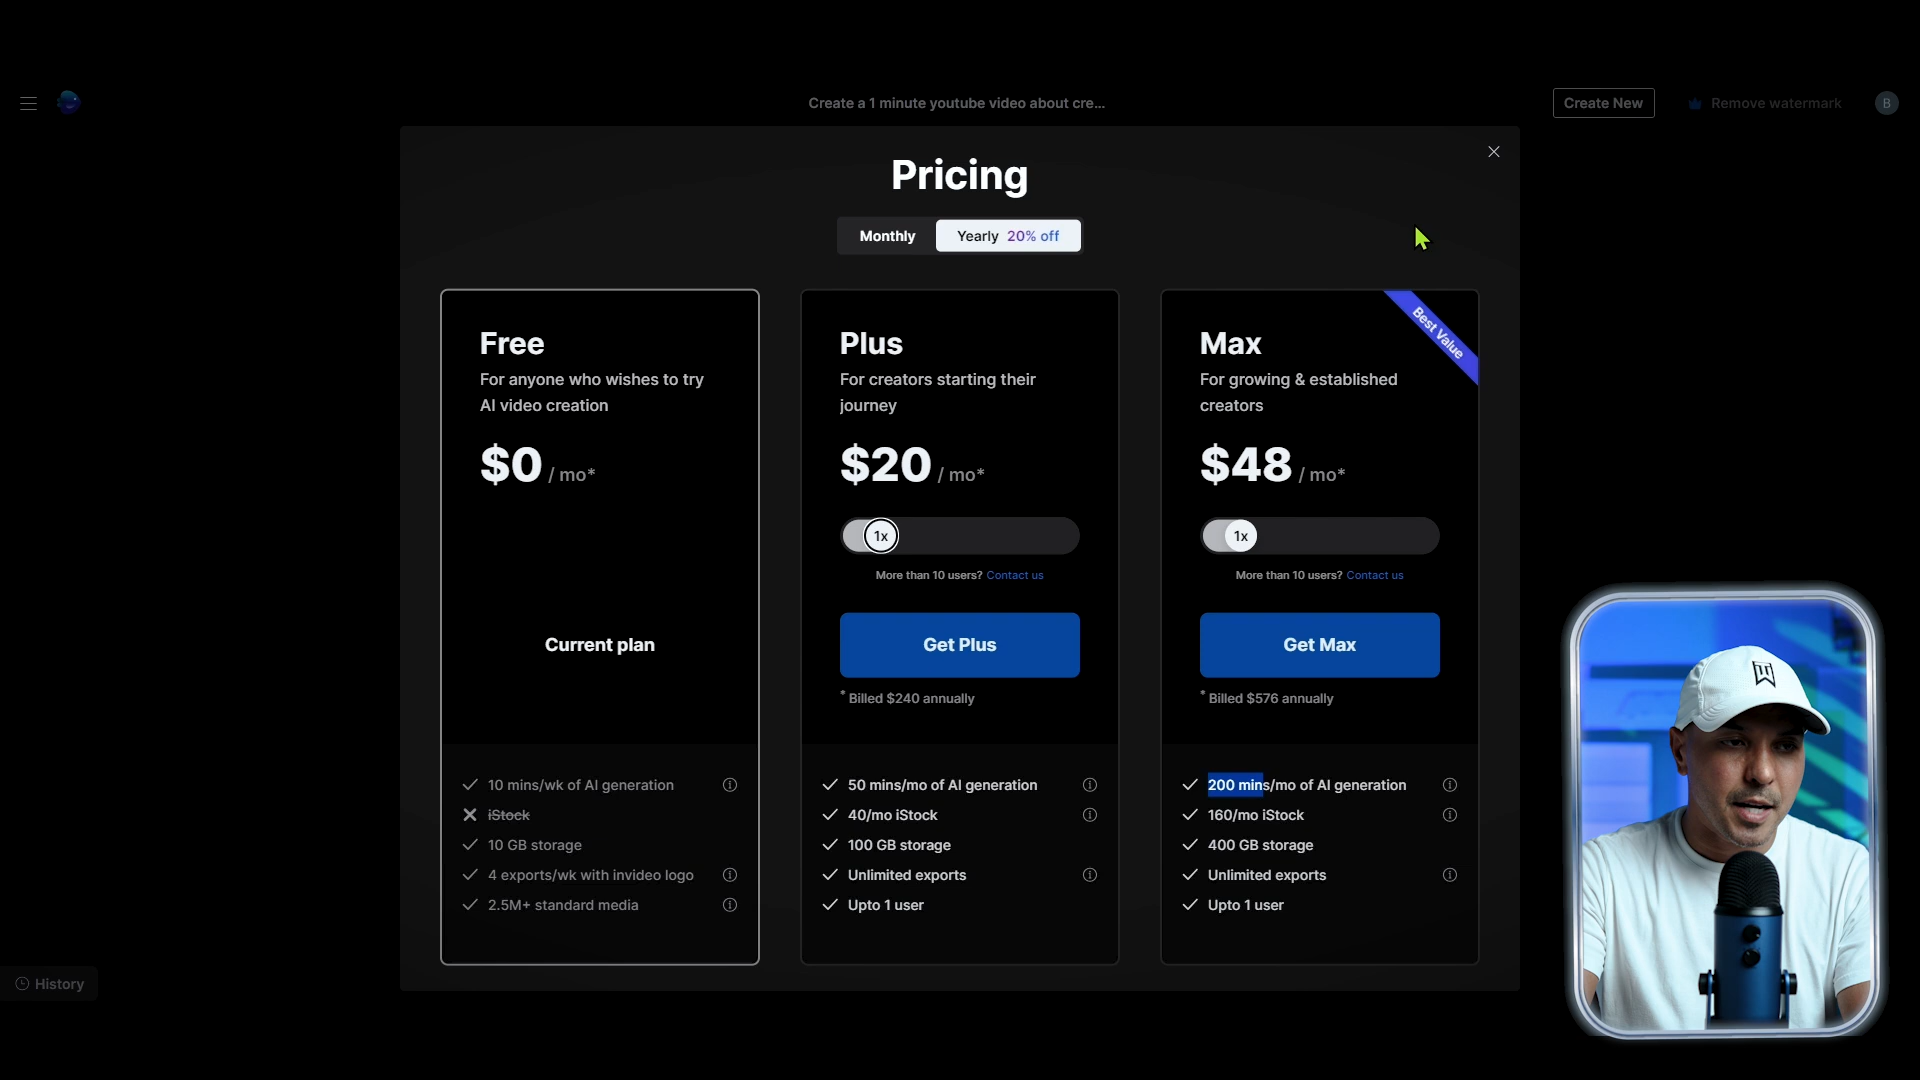 Create a 1 minute youtube video about cre...
Create New
Remove watermark
B
Pricing
Monthly
Yearly 20% off
Free
For anyone who wishes to try
AI video creation
$0 / mo*
Current plan
10 mins/wk of AI generation
iStock
10 GB storage
4 exports/wk with invideo logo
2.5M+ standard media
Plus
For creators starting their
journey
$20 / mo*
1x
More than 10 users? Contact us
Get Plus
* Billed $240 annually
50 mins/mo of AI generation
40/mo iStock
100 GB storage
Unlimited exports
Upto 1 user
Best Value
Max
For growing & established
creators
$48 / mo*
1x
More than 10 users? Contact us
Get Max
* Billed $576 annually
200 mins/mo of AI generation
160/mo iStock
400 GB storage
Unlimited exports
Upto 1 user
History